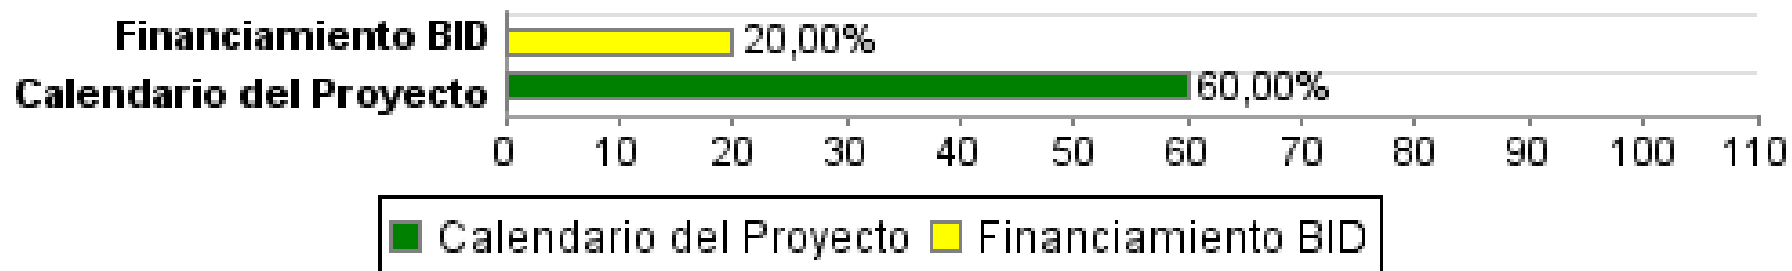 Financiamiento BID 20,00%
Calendario del Proyecto 60,00%
0 10 20 30 40 50 60 70 80 90 100 110
Calendario del Proyecto Financiamiento BID